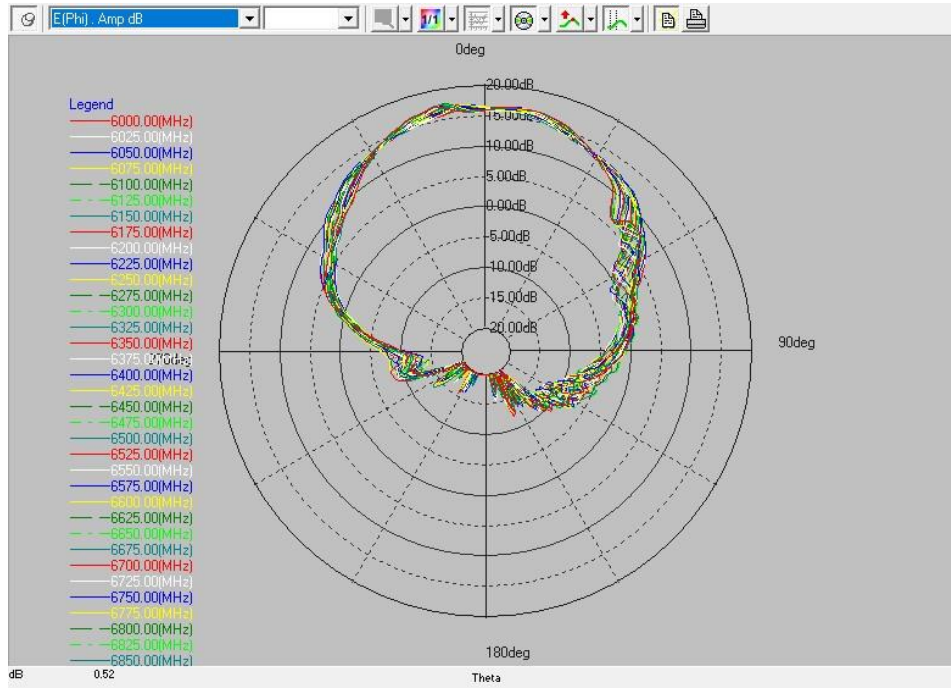 E(Phi) . Amp dB
1/1
0deg
20.00dB
15.00dB
10.00dB
5.00dB
0.00dB
-5.00dB
-10.00dB
-15.00dB
-20.00dB
90deg
180deg
270deg
Legend
6000.00(MHz)
6025.00(MHz)
6050.00(MHz)
6075.00(MHz)
6100.00(MHz)
6125.00(MHz)
6150.00(MHz)
6175.00(MHz)
6200.00(MHz)
6225.00(MHz)
6250.00(MHz)
6275.00(MHz)
6300.00(MHz)
6325.00(MHz)
6350.00(MHz)
6375.00(MHz)
6400.00(MHz)
6425.00(MHz)
6450.00(MHz)
6475.00(MHz)
6500.00(MHz)
6525.00(MHz)
6550.00(MHz)
6575.00(MHz)
6600.00(MHz)
6625.00(MHz)
6650.00(MHz)
6675.00(MHz)
6700.00(MHz)
6725.00(MHz)
6750.00(MHz)
6775.00(MHz)
6800.00(MHz)
6825.00(MHz)
6850.00(MHz)
dB 0.52 Theta